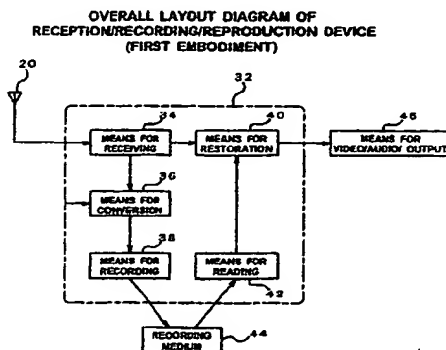 OVERALL LAYOUT DIAGRAM OF
RECEPTION/RECORDING/REPRODUCTION DEVICE
(FIRST EMBODIMENT)
20
32
34
40
46
MEANS FOR
RECEIVING
MEANS FOR
RESTORATION
MEANS FOR
VIDEO/AUDIO/ OUTPUT
36
MEANS FOR
CONVERSION
38
MEANS FOR
RECORDING
MEANS FOR
READING
42
RECORDING
MEDIUM
44